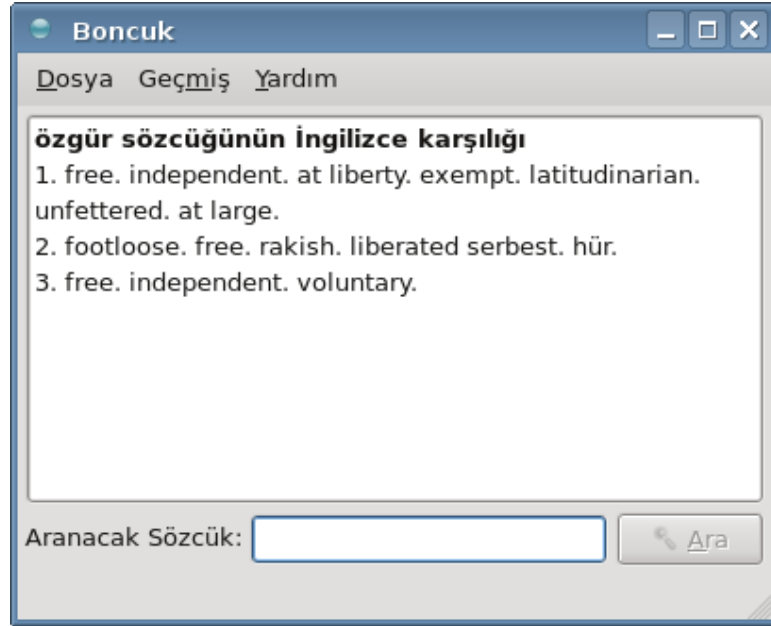 Boncuk
Dosya Geçmiş Yardım
özgür sözcüğünün İngilizce karşılığı
1. free. independent. at liberty. exempt. latitudinarian.
unfettered. at large.
2. footloose. free. rakish. liberated serbest. hür.
3. free. independent. voluntary.
Aranacak Sözcük: Ara